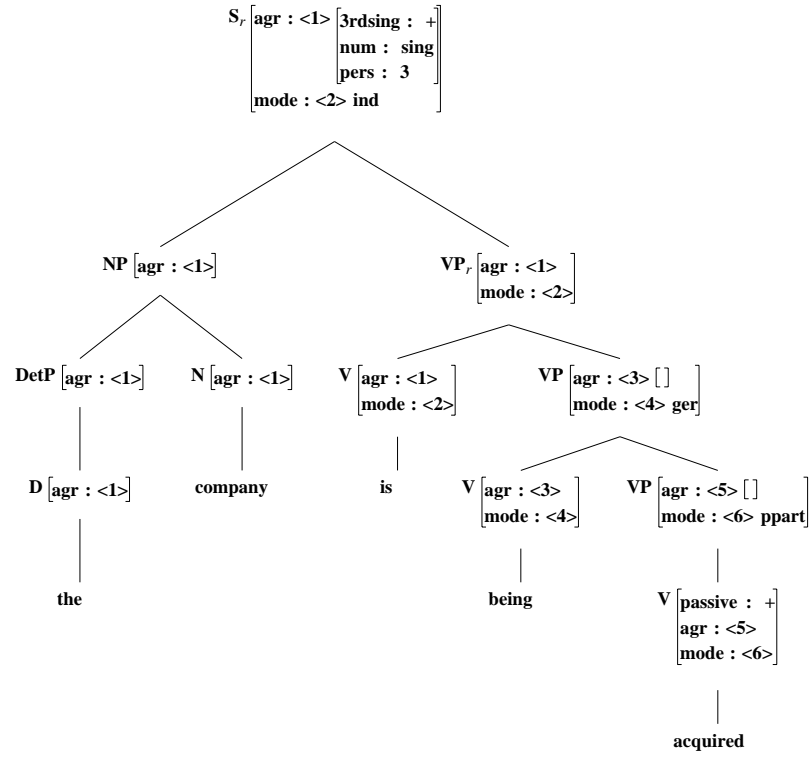 Sr [agr : <1> [3rdsing : +
num : sing
pers : 3]
mode : <2> ind]
NP [agr : <1>] VPr [agr : <1>
mode : <2>]
DetP [agr : <1>] N [agr : <1>] V [agr : <1> VP [agr : <3> []
mode : <2>] mode : <4> ger]
D [agr : <1>] company is V [agr : <3> VP [agr : <5> []
mode : <4>] mode : <6> ppart]
the being V [passive : +
agr : <5>
mode : <6>]
acquired